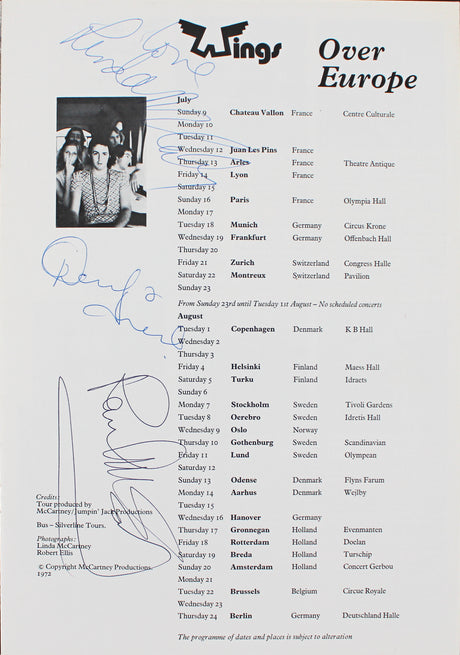 Wings
Over
Europe
July
Sunday 9 Chateau Vallon France Centre Culturale
Monday 10
Tuesday 11
Wednesday 12 Juan Les Pins France
Thursday 13 Arles France Theatre Antique
Friday 14 Lyon France
Saturday 15
Sunday 16 Paris France Olympia Hall
Monday 17
Tuesday 18 Munich Germany Circus Krone
Wednesday 19 Frankfurt Germany Offenbach Hall
Thursday 20
Friday 21 Zurich Switzerland Congress Halle
Saturday 22 Montreux Switzerland Pavilion
Sunday 23
From Sunday 23rd until Tuesday 1st August – No scheduled concerts
August
Tuesday 1 Copenhagen Denmark K B Hall
Wednesday 2
Thursday 3
Friday 4 Helsinki Finland Maess Hall
Saturday 5 Turku Finland Idraets
Sunday 6
Monday 7 Stockholm Sweden Tivoli Gardens
Tuesday 8 Oerebro Sweden Idretis Hall
Wednesday 9 Oslo Norway
Thursday 10 Gothenburg Sweden Scandinavian
Friday 11 Lund Sweden Olympean
Saturday 12
Sunday 13 Odense Denmark Flyns Farum
Monday 14 Aarhus Denmark Wejlby
Tuesday 15
Wednesday 16 Hanover Germany
Thursday 17 Gronnegan Holland Evenmanten
Friday 18 Rotterdam Holland Doelan
Saturday 19 Breda Holland Turschip
Sunday 20 Amsterdam Holland Concert Gerbou
Monday 21
Tuesday 22 Brussels Belgium Circue Royale
Wednesday 23
Thursday 24 Berlin Germany Deutschland Halle
The programme of dates and places is subject to alteration
love
Linda
Denny
Paul
Credits:
Tour produced by
McCartney/Jumpin' Jack Productions
Bus – Silverline Tours.
Photographs:
Linda McCartney
Robert Ellis
© Copyright McCartney Productions,
1972